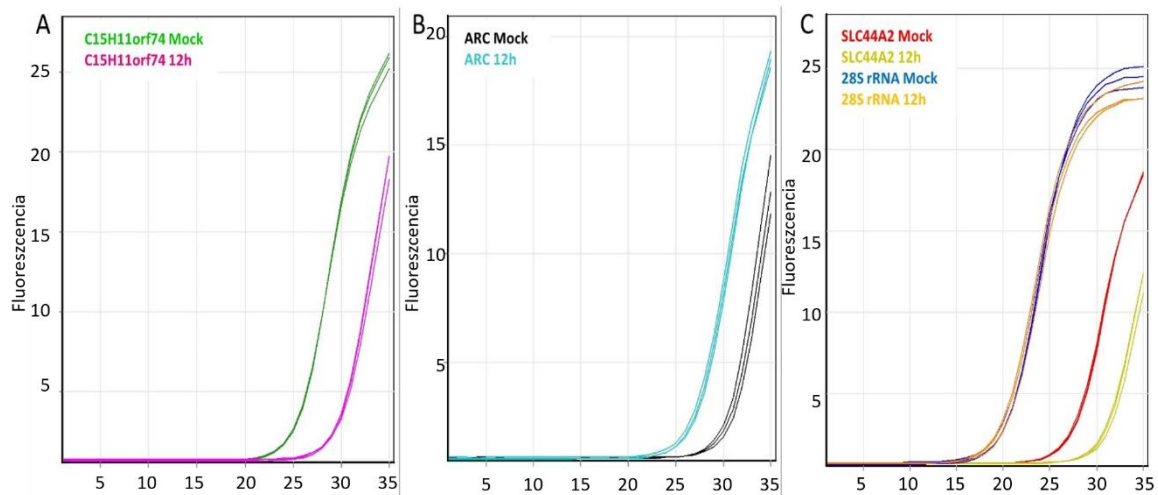 A
C15H11orf74 Mock
C15H11orf74 12h
25
20
15
10
5
Fluoreszcencia
5 10 15 20 25 30 35
B
ARC Mock
ARC 12h
20
15
10
5
Fluoreszcencia
5 10 15 20 25 30 35
C
SLC44A2 Mock
SLC44A2 12h
28S rRNA Mock
28S rRNA 12h
25
20
15
10
5
Fluoreszcencia
5 10 15 20 25 30 35